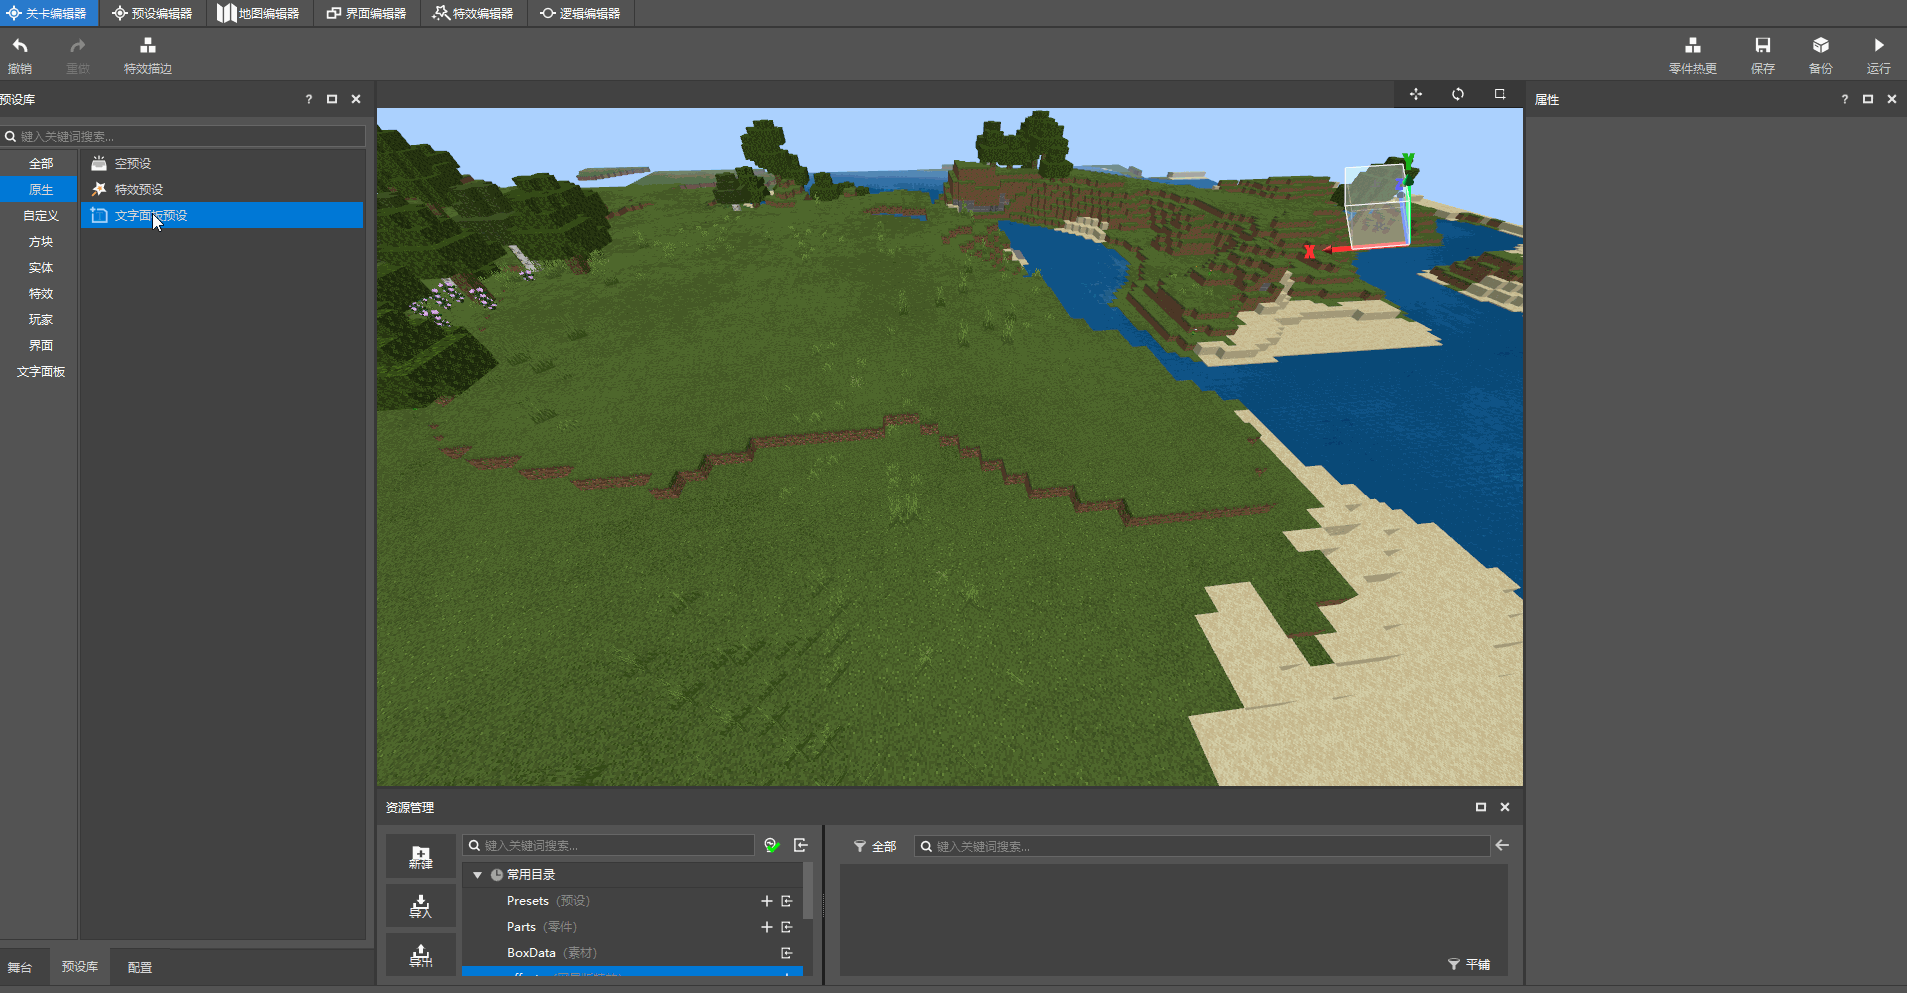 关卡编辑器 预设编辑器 地图编辑器 界面编辑器 特效编辑器 逻辑编辑器
撤销 重做 特效描边 零件热更 保存 备份 运行
预设库 ?
属性 ?
键入关键词搜索...
全部
原生
自定义
方块
实体
特效
玩家
界面
文字面板
空预设
特效预设
文字面板预设
Y
Z
X
资源管理
新建
导入
导出
键入关键词搜索...
常用目录
Presets (预设)
Parts (零件)
BoxData (素材)
全部
键入关键词搜索...
平铺
舞台 预设库 配置